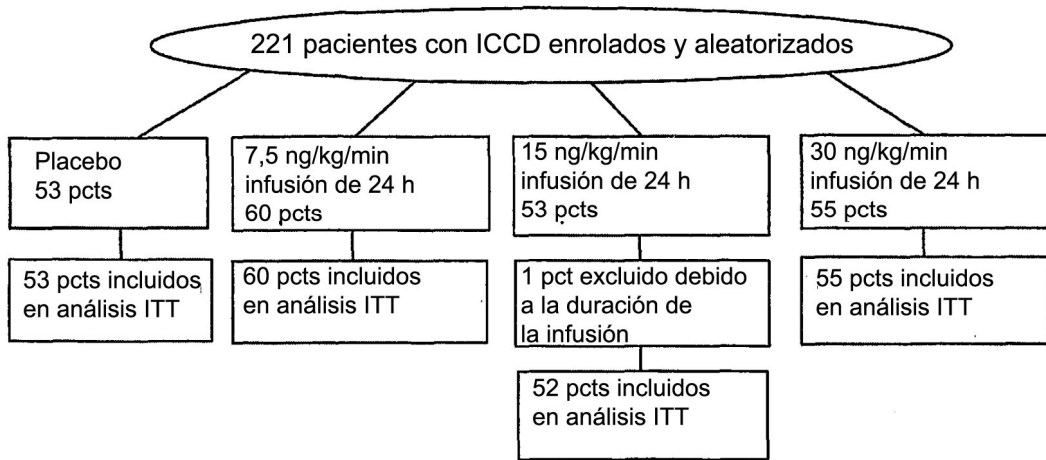 221 pacientes con ICCD enrolados y aleatorizados
Placebo
53 pcts
7,5 ng/kg/min
infusión de 24 h
60 pcts
15 ng/kg/min
infusión de 24 h
53 pcts
30 ng/kg/min
infusión de 24 h
55 pcts
53 pcts incluidos
en análisis ITT
60 pcts incluidos
en análisis ITT
1 pct excluido debido
a la duración de
la infusión
55 pcts incluidos
en análisis ITT
52 pcts incluidos
en análisis ITT